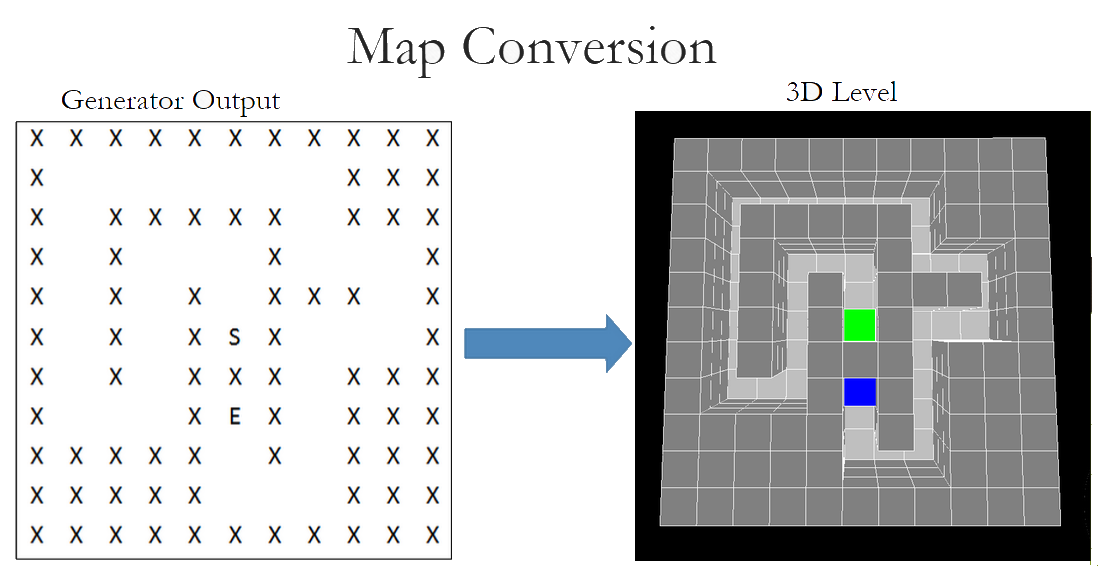 Map Conversion
Generator Output
3D Level
X X X X X X X X X X X
X X X X
X X X X X X X X X
X X X X
X X X X X X X
X X X S X X
X X X X X X X X
X X E X X X X
X X X X X X X X X
X X X X X X X X
X X X X X X X X X X X